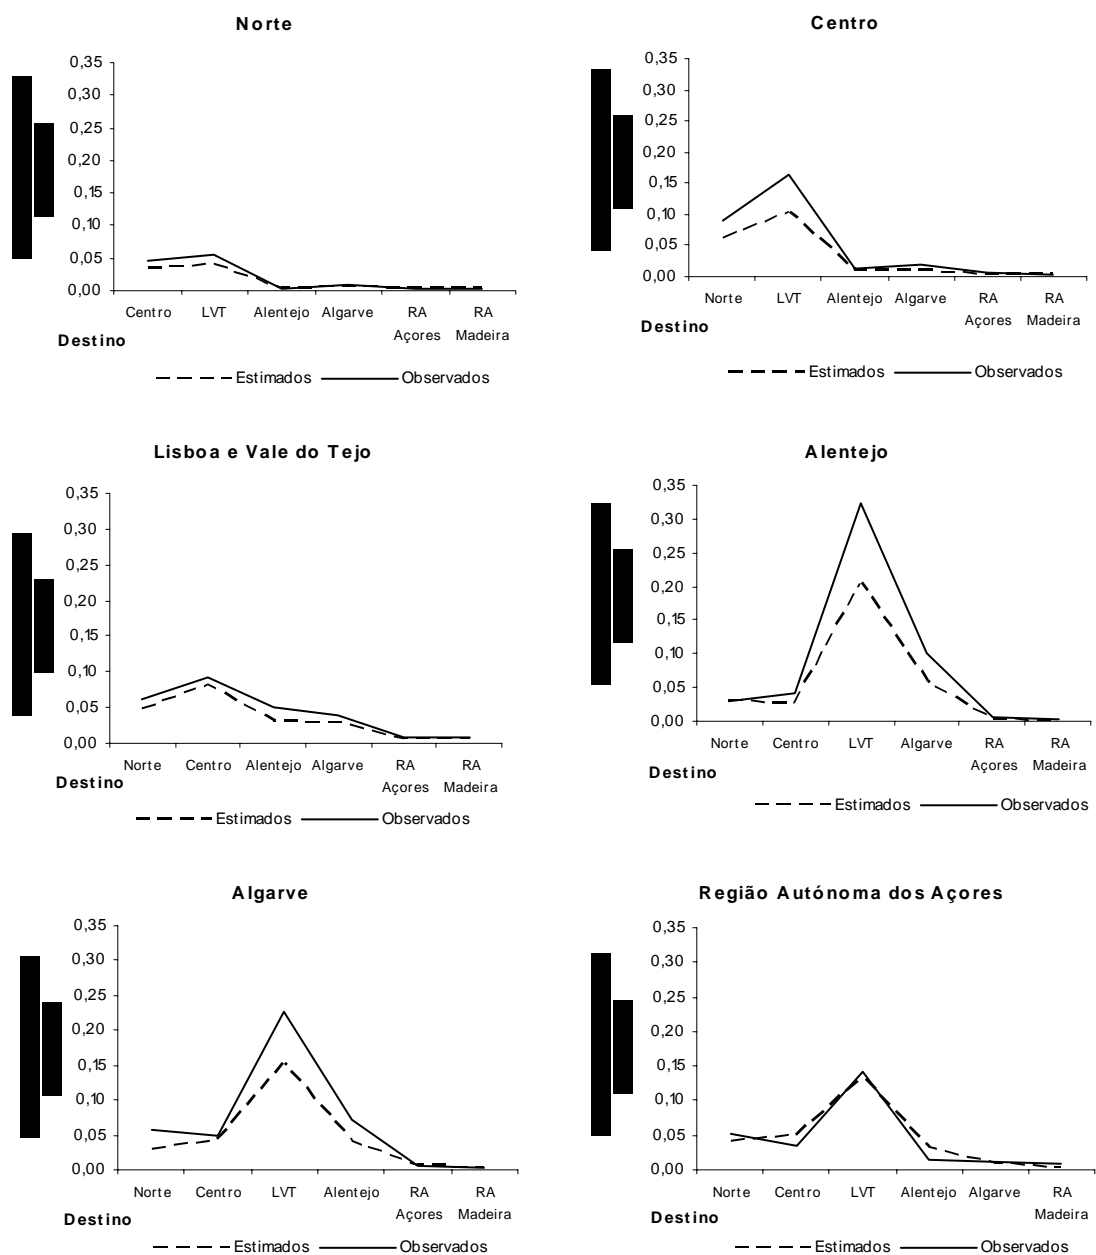 Norte
0,35
0,30
0,25
0,20
0,15
0,10
0,05
0,00
Centro LVT Alentejo Algarve RA Açores RA Madeira
Destino
Estimados Observados
Centro
0,35
0,30
0,25
0,20
0,15
0,10
0,05
0,00
Norte LVT Alentejo Algarve RA Açores RA Madeira
Destino
Estimados Observados
Lisboa e Vale do Tejo
0,35
0,30
0,25
0,20
0,15
0,10
0,05
0,00
Norte Centro Alentejo Algarve RA Açores RA Madeira
Destino
Estimados Observados
Alentejo
0,35
0,30
0,25
0,20
0,15
0,10
0,05
0,00
Norte Centro LVT Algarve RA Açores RA Madeira
Destino
Estimados Observados
Algarve
0,35
0,30
0,25
0,20
0,15
0,10
0,05
0,00
Norte Centro LVT Alentejo RA Açores RA Madeira
Destino
Estimados Observados
Região Autónoma dos Açores
0,35
0,30
0,25
0,20
0,15
0,10
0,05
0,00
Norte Centro LVT Alentejo Algarve RA Madeira
Destino
Estimados Observados